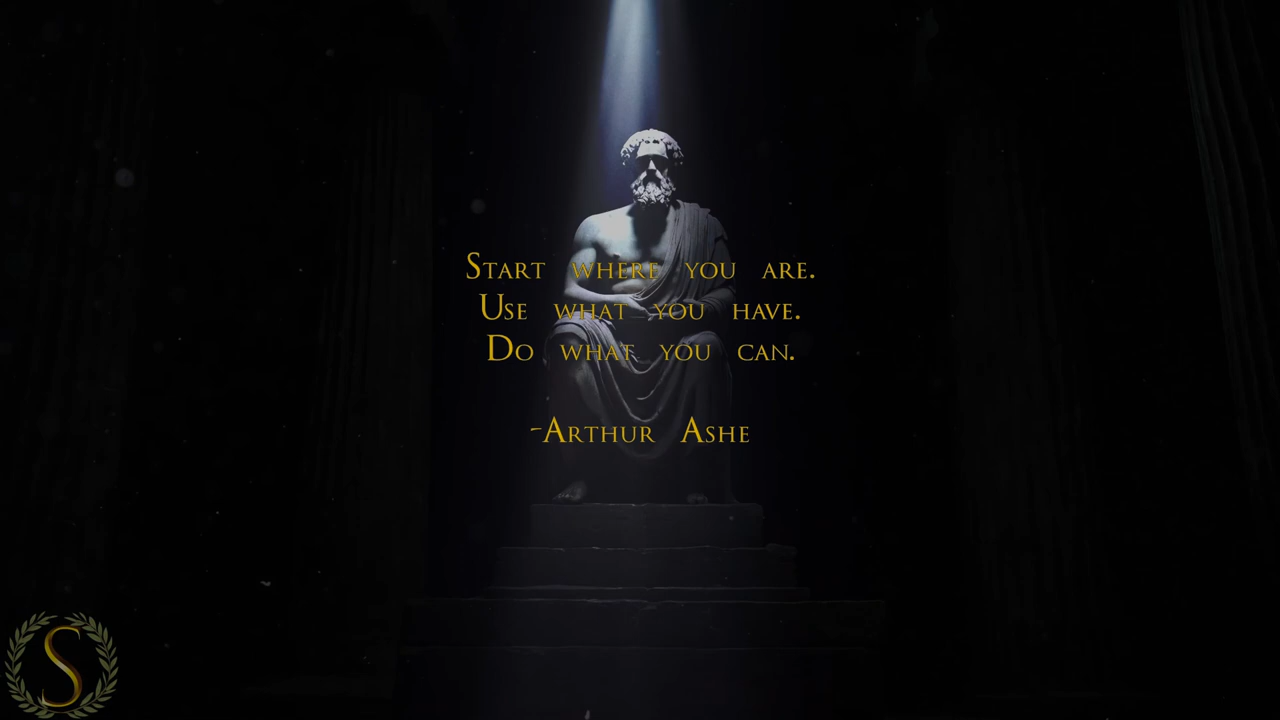 Start where you are.
Use what you have.
Do what you can.
-Arthur Ashe
S